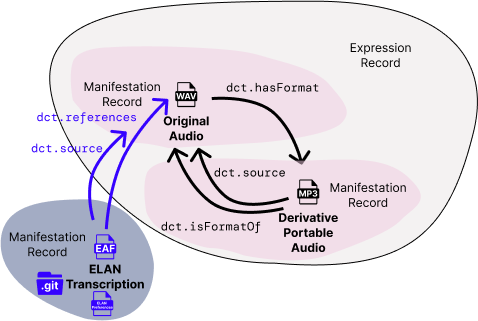 Expression
Record
Manifestation
Record
WAV
dct.hasFormat
dct.references
Original
Audio
dct.source
dct.source
MP3
Manifestation
Record
Derivative
Portable
Audio
dct.isFormatOf
Manifestation
Record
EAF
ELAN
Transcription
.git
ELAN
Preferences